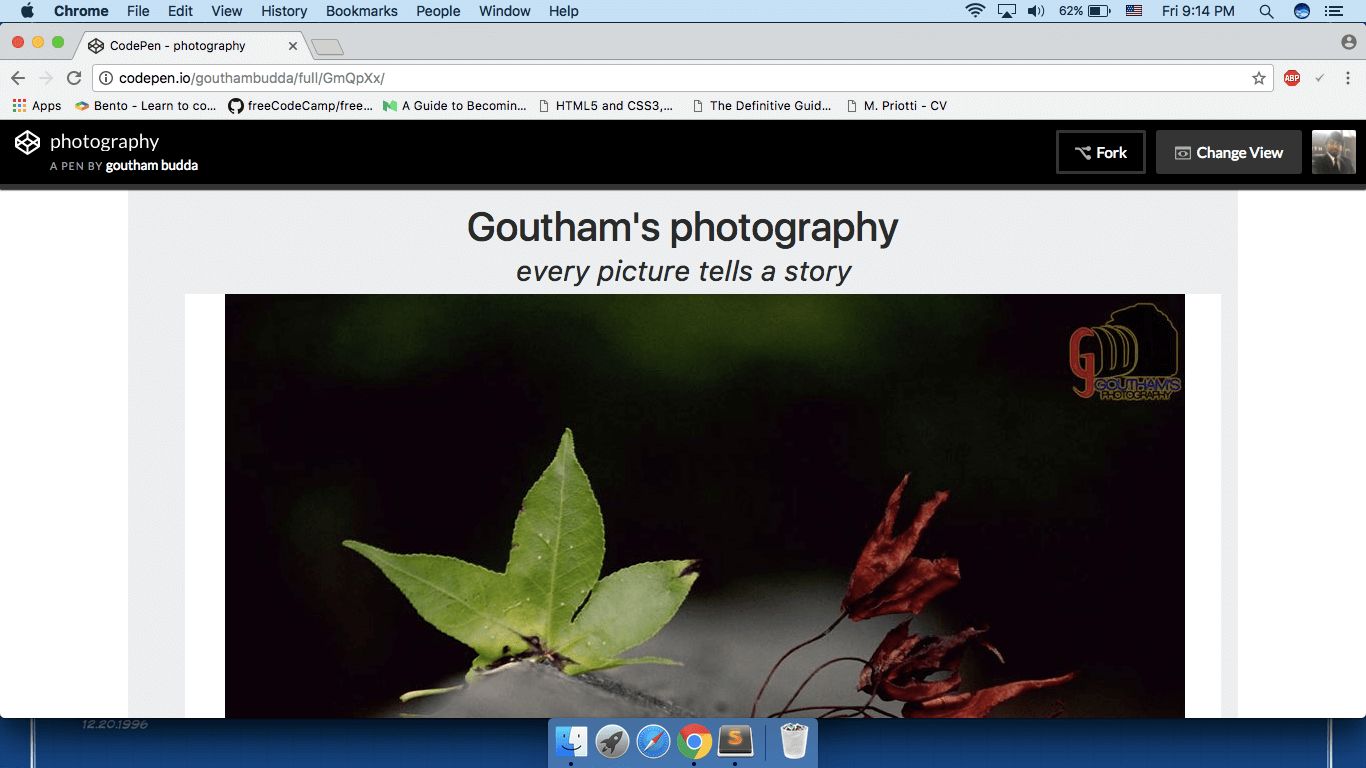 Chrome File Edit View History Bookmarks People Window Help 62% Fri 9:14 PM
CodePen - photography
codepen.io/gouthambudda/full/GmQpXx/ ABP
Apps Bento - Learn to co... freeCodeCamp/free... A Guide to Becomin... HTML5 and CSS3,... The Definitive Guid... M. Priotti - CV
photography
A PEN BY goutham budda
Fork Change View
Goutham's photography
every picture tells a story
G
GOUTHAM'S
PHOTOGRAPHY
12.20.1996
S